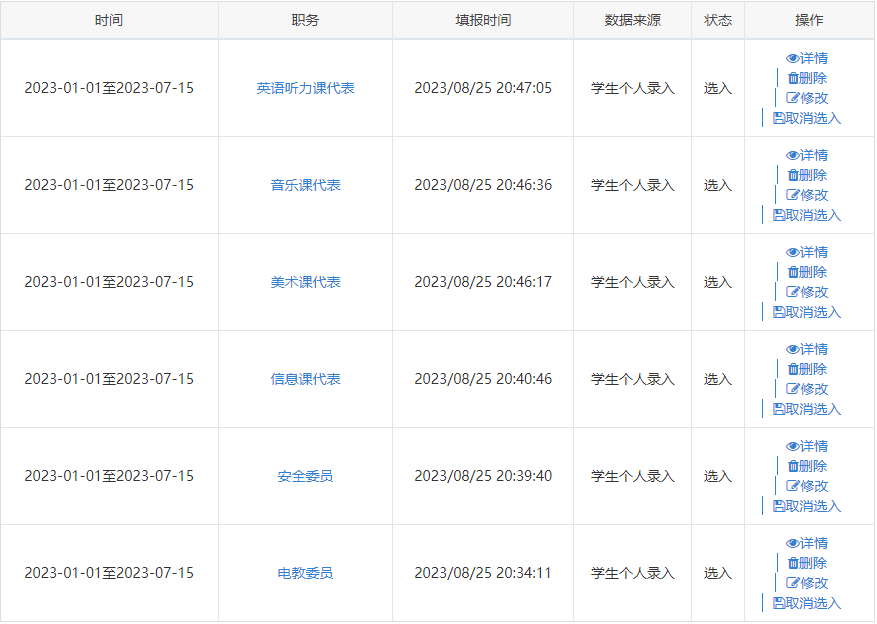 时间 职务 填报时间 数据来源 状态 操作
2023-01-01至2023-07-15 英语听力课代表 2023/08/25 20:47:05 学生个人录入 选入 详情
| 删除
| 修改
| 取消选入
2023-01-01至2023-07-15 音乐课代表 2023/08/25 20:46:36 学生个人录入 选入 详情
| 删除
| 修改
| 取消选入
2023-01-01至2023-07-15 美术课代表 2023/08/25 20:46:17 学生个人录入 选入 详情
| 删除
| 修改
| 取消选入
2023-01-01至2023-07-15 信息课代表 2023/08/25 20:40:46 学生个人录入 选入 详情
| 删除
| 修改
| 取消选入
2023-01-01至2023-07-15 安全委员 2023/08/25 20:39:40 学生个人录入 选入 详情
| 删除
| 修改
| 取消选入
2023-01-01至2023-07-15 电教委员 2023/08/25 20:34:11 学生个人录入 选入 详情
| 删除
| 修改
| 取消选入